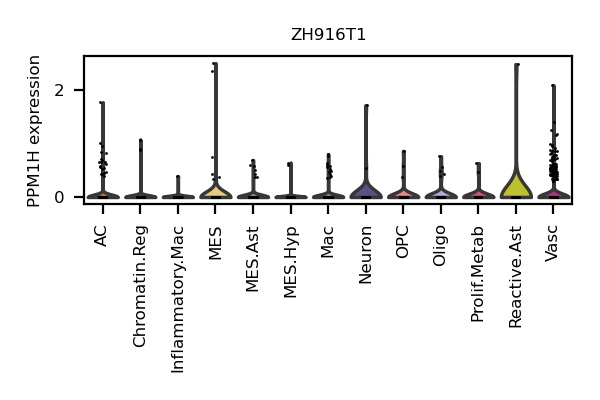 ZH916T1
PPM1H expression
2
0
AC
Chromatin.Reg
Inflammatory.Mac
MES
MES.Ast
MES.Hyp
Mac
Neuron
OPC
Oligo
Prolif.Metab
Reactive.Ast
Vasc